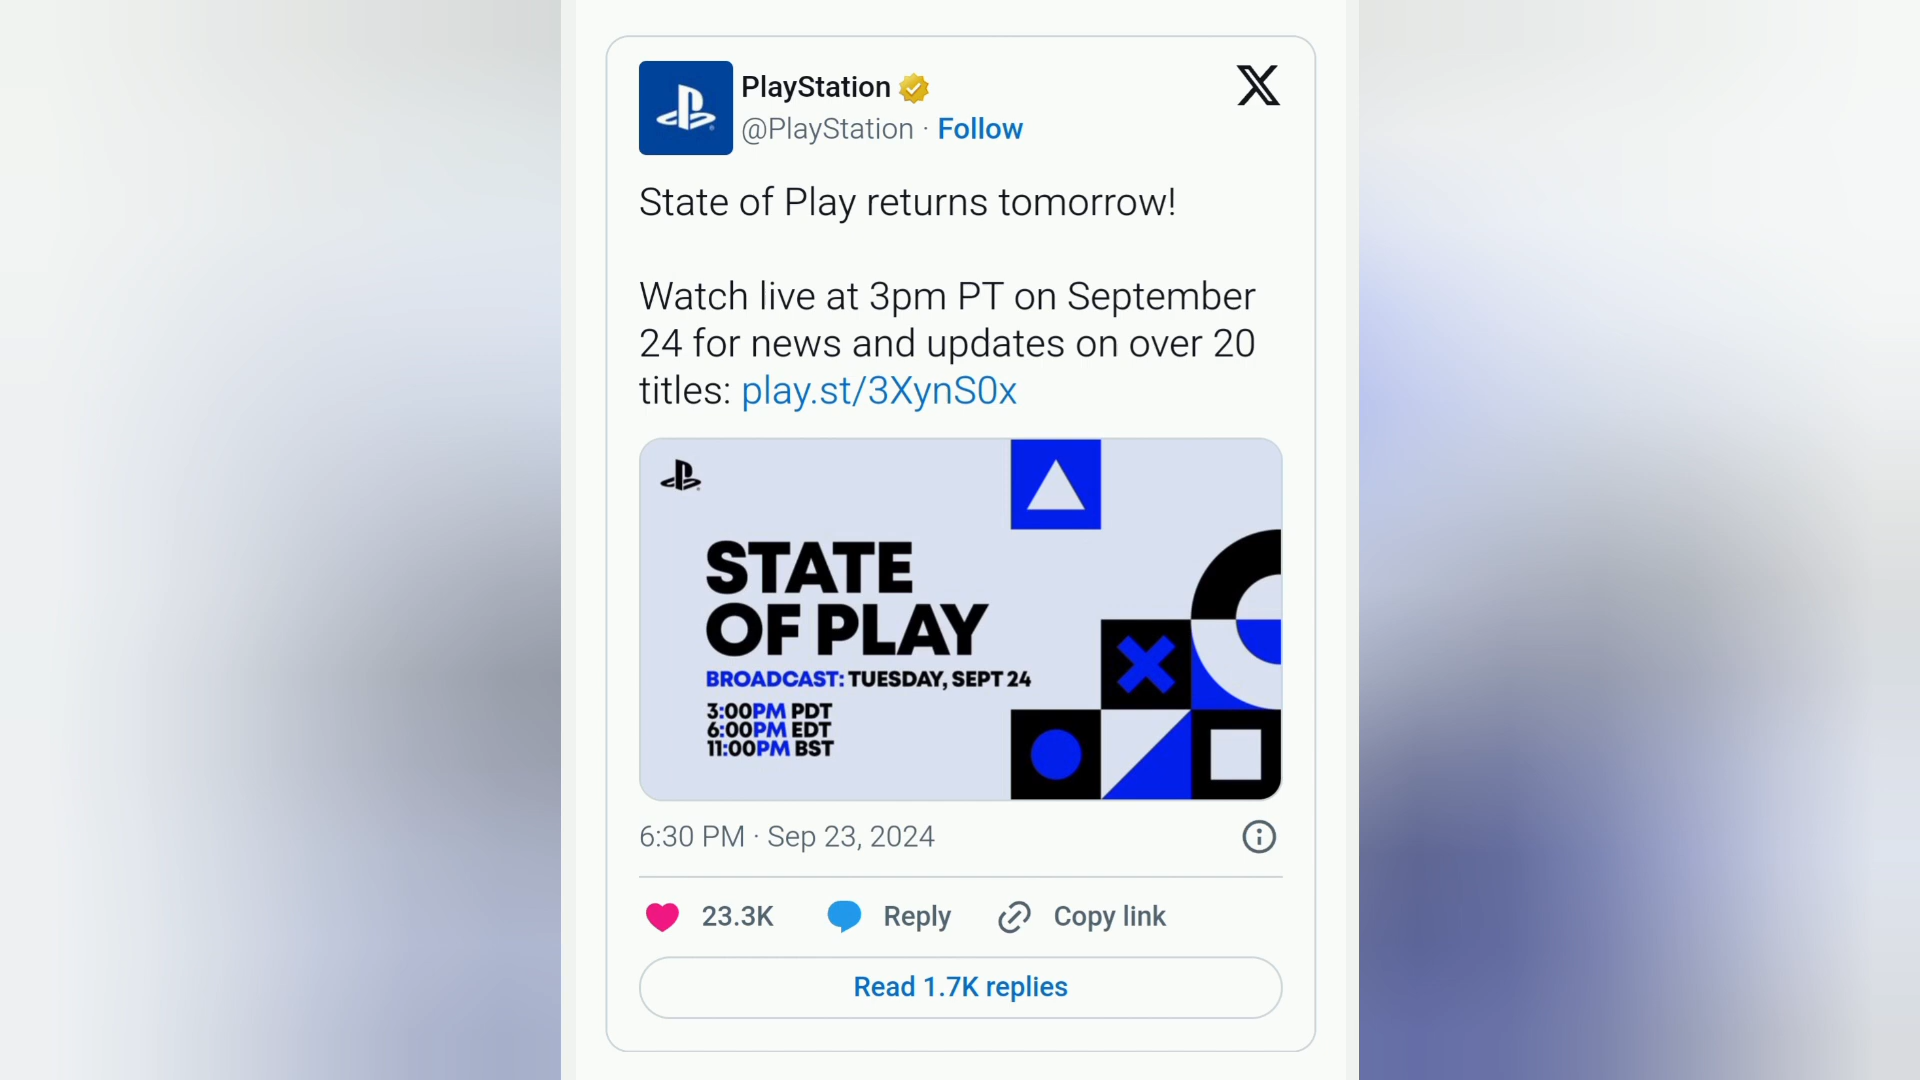 PlayStation
@PlayStation · Follow
State of Play returns tomorrow!
Watch live at 3pm PT on September
24 for news and updates on over 20
titles: play.st/3XynS0x
STATE
OF PLAY
BROADCAST: TUESDAY, SEPT 24
3:00PM PDT
6:00PM EDT
11:00PM BST
6:30 PM · Sep 23, 2024
23.3K Reply Copy link
Read 1.7K replies